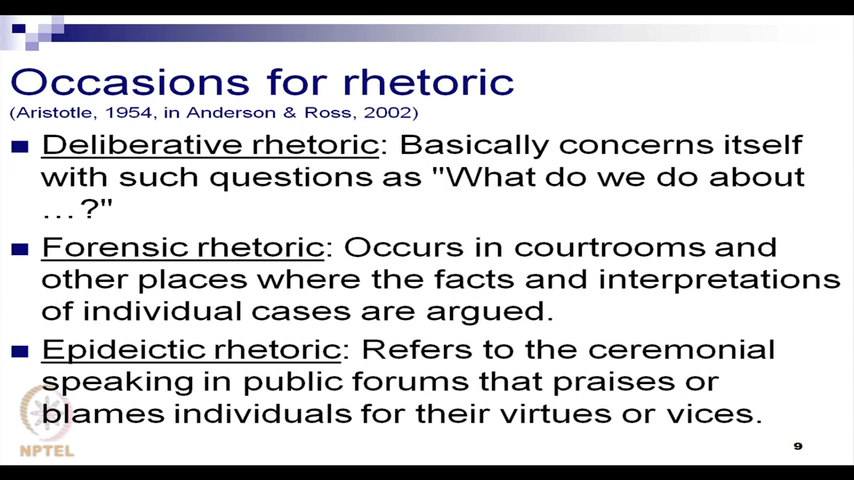 Occasions for rhetoric
(Aristotle, 1954, in Anderson & Ross, 2002)
Deliberative rhetoric: Basically concerns itself
with such questions as "What do we do about
…?"
Forensic rhetoric: Occurs in courtrooms and
other places where the facts and interpretations
of individual cases are argued.
Epideictic rhetoric: Refers to the ceremonial
speaking in public forums that praises or
blames individuals for their virtues or vices.
NPTEL
9